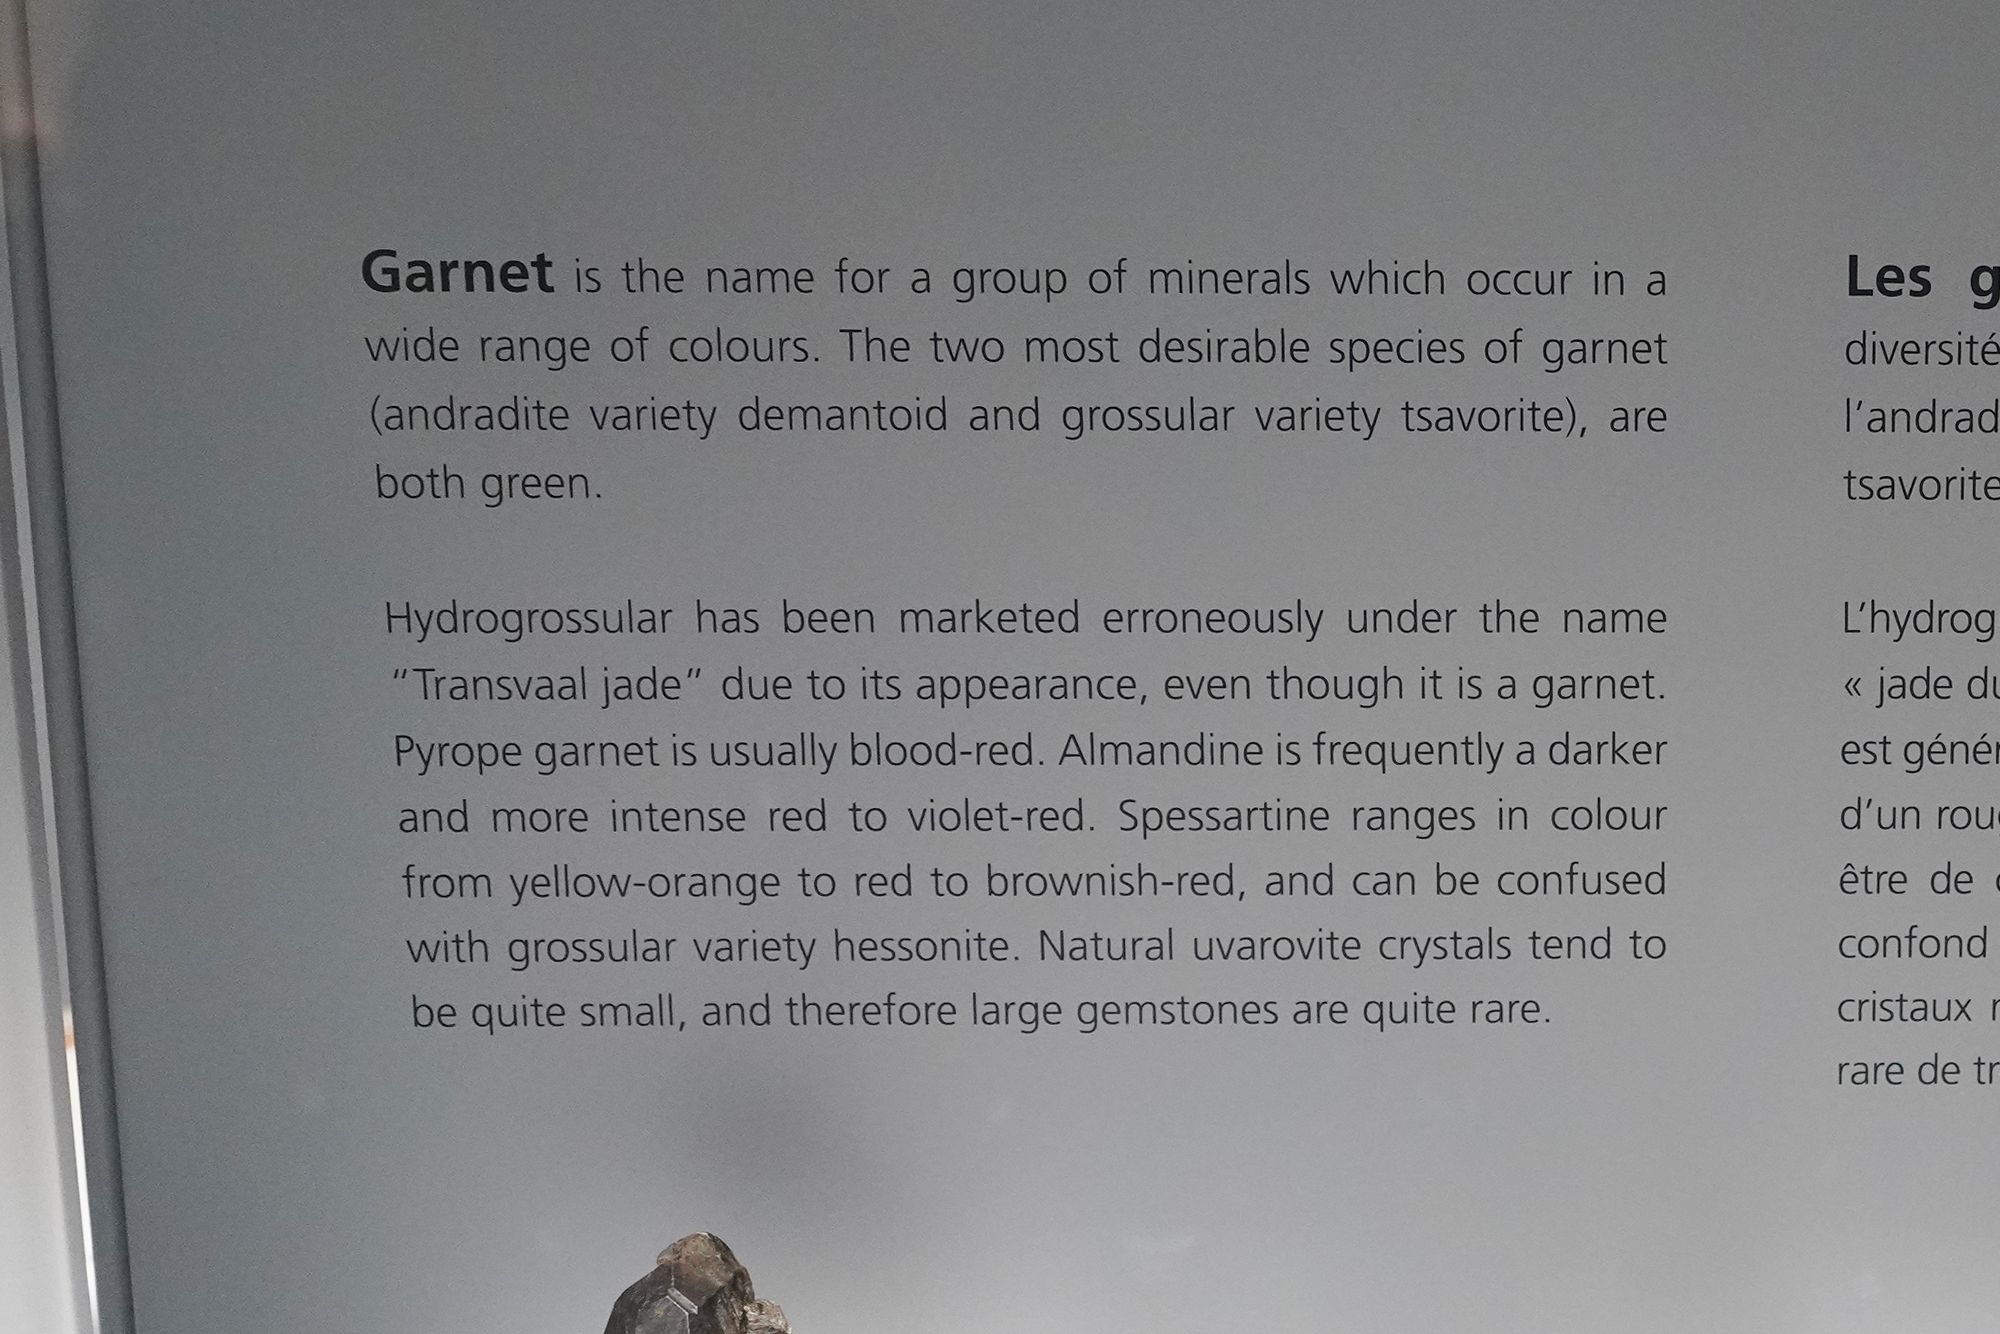 Garnet is the name for a group of minerals which occur in a
wide range of colours. The two most desirable species of garnet
(andradite variety demantoid and grossular variety tsavorite), are
both green.
Hydrogrossular has been marketed erroneously under the name
"Transvaal jade" due to its appearance, even though it is a garnet.
Pyrope garnet is usually blood-red. Almandine is frequently a darker
and more intense red to violet-red. Spessartine ranges in colour
from yellow-orange to red to brownish-red, and can be confused
with grossular variety hessonite. Natural uvarovite crystals tend to
be quite small, and therefore large gemstones are quite rare.
Les
diversité
tsavorite
« jade
est
d'un
être de
confond
cristaux
rare de